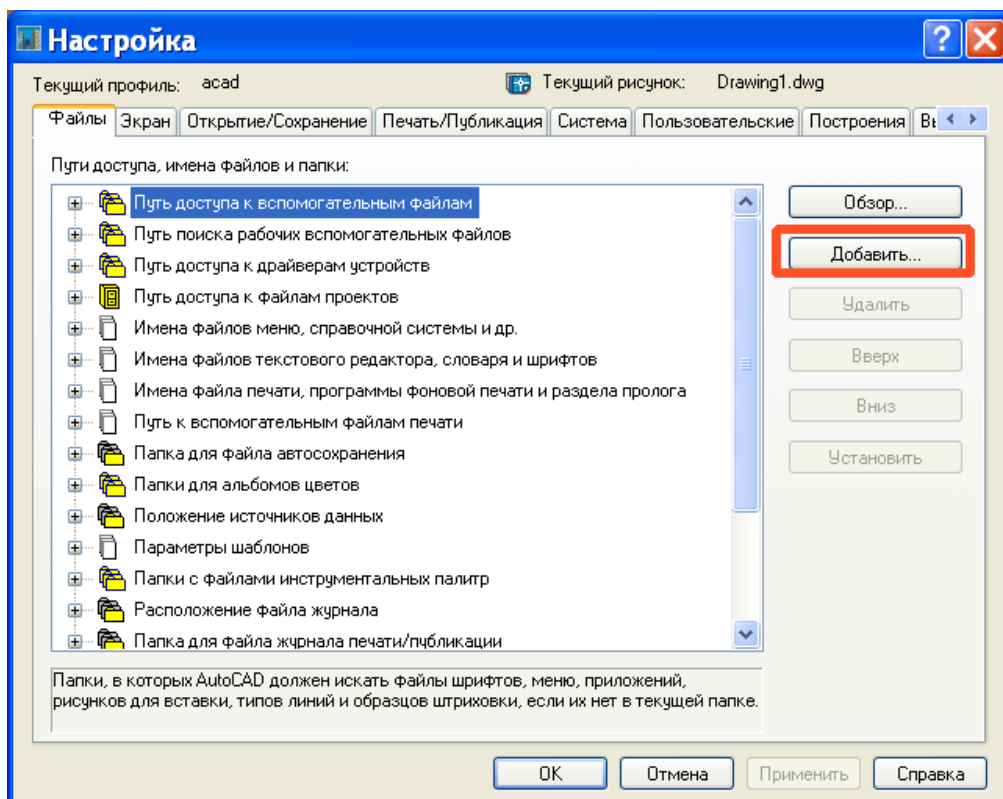 Настройка
Текущий профиль: acad Текущий рисунок: Drawing1.dwg
Файлы Экран Открытие/Сохранение Печать/Публикация Система Пользовательские Построения Вы
Пути доступа, имена файлов и папки:
Путь доступа к вспомогательным файлам
Путь поиска рабочих вспомогательных файлов
Путь доступа к драйверам устройств
Путь доступа к файлам проектов
Имена файлов меню, справочной системы и др.
Имена файлов текстового редактора, словаря и шрифтов
Имена файла печати, программы фоновой печати и раздела пролога
Путь к вспомогательным файлам печати
Папка для файла автосохранения
Папки для альбомов цветов
Положение источников данных
Параметры шаблонов
Папки с файлами инструментальных палитр
Расположение файла журнала
Папка для файла журнала печати/публикации
Обзор...
Добавить...
Удалить
Вверх
Вниз
Установить
Папки, в которых AutoCAD должен искать файлы шрифтов, меню, приложений,
рисунков для вставки, типов линий и образцов штриховки, если их нет в текущей папке.
OK Отмена Применить Справка